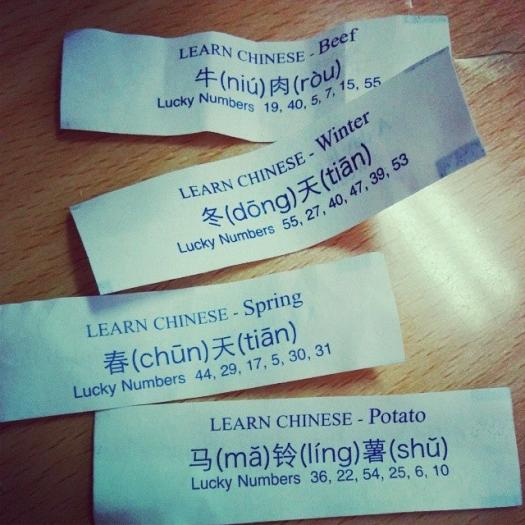 LEARN CHINESE - Beef
牛(niú)肉(ròu)
Lucky Numbers 19, 40, 5, 7, 15, 55
LEARN CHINESE - Winter
冬(dōng)天(tiān)
Lucky Numbers 55, 27, 40, 47, 39, 53
LEARN CHINESE - Spring
春(chūn)天(tiān)
Lucky Numbers 44, 29, 17, 5, 30, 31
LEARN CHINESE - Potato
马(mă)铃(líng)薯(shŭ)
Lucky Numbers 36, 22, 54, 25, 6, 10